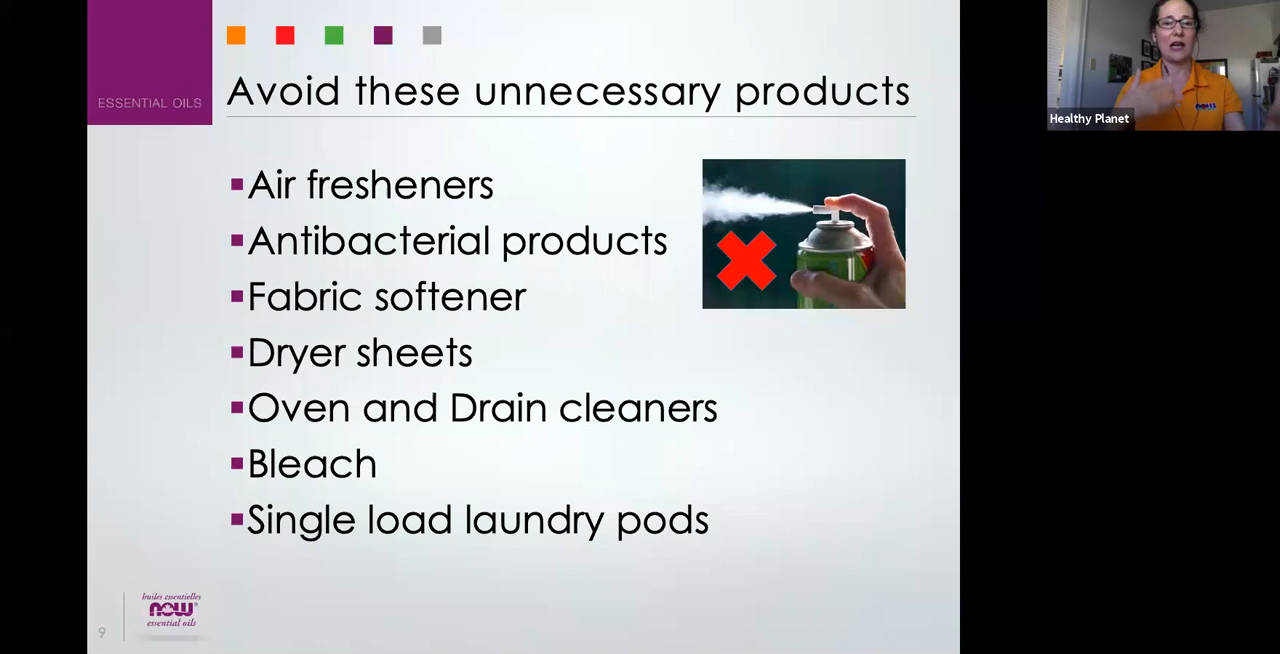 ESSENTIAL OILS
Avoid these unnecessary products
Air fresheners
Antibacterial products
Fabric softener
Dryer sheets
Oven and Drain cleaners
Bleach
Single load laundry pods
9
huiles essentielles
now®
essential oils
Healthy Planet
now